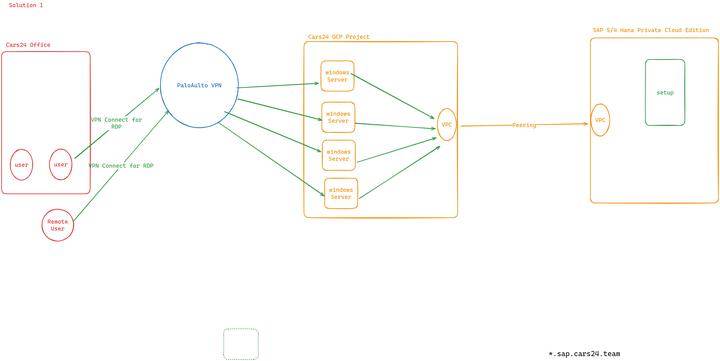 Solution 1
Cars24 Office
Cars24 GCP Project
SAP S/4 Hana Private Cloud Edition
PaloAulto VPN
windows
Server
setup
VPN Connect for
RDP
windows
Server
VPC
Peering
VPC
user
user
VPN Connect for RDP
windows
Server
windows
Server
Remote
User
*.sap.cars24.team